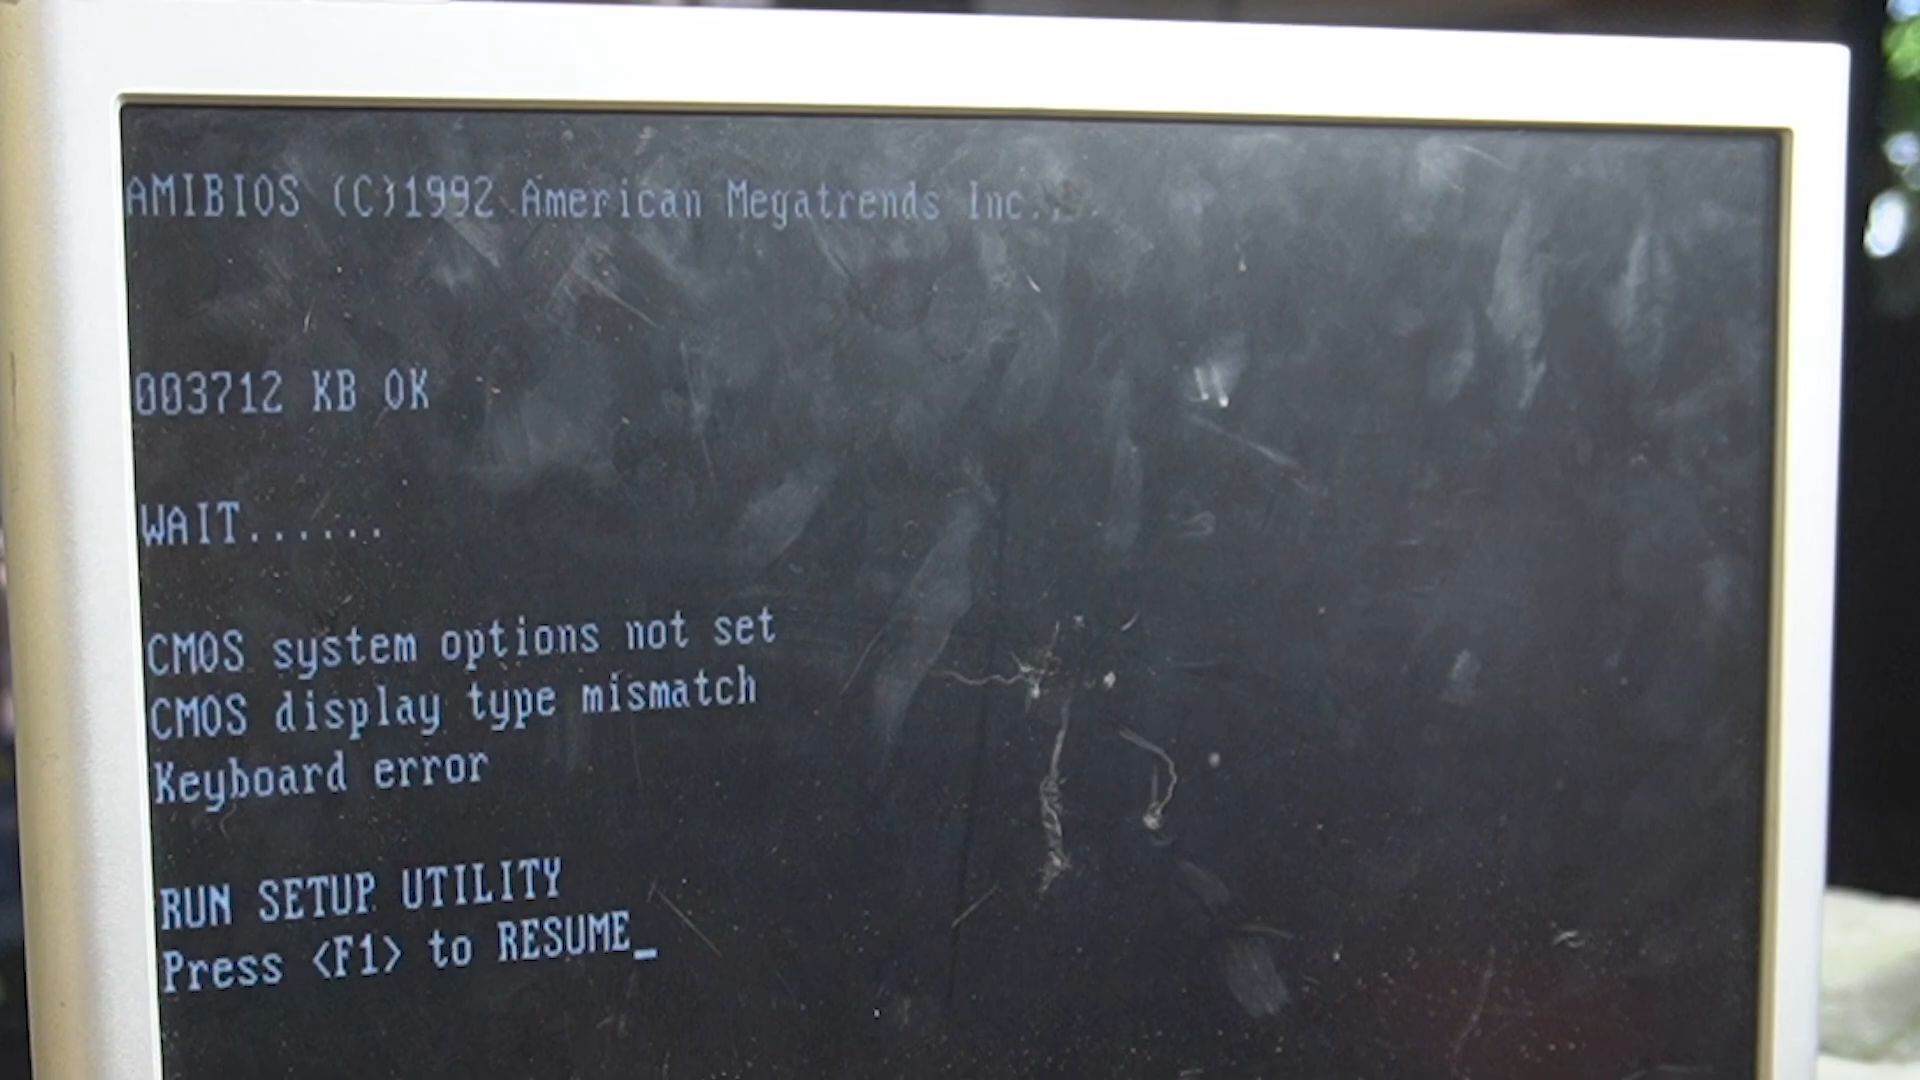 AMIBIOS (C)1992 American Megatrends Inc.,
003712 KB OK
WAIT......
CMOS system options not set
CMOS display type mismatch
Keyboard error
RUN SETUP UTILITY
Press <F1> to RESUME_